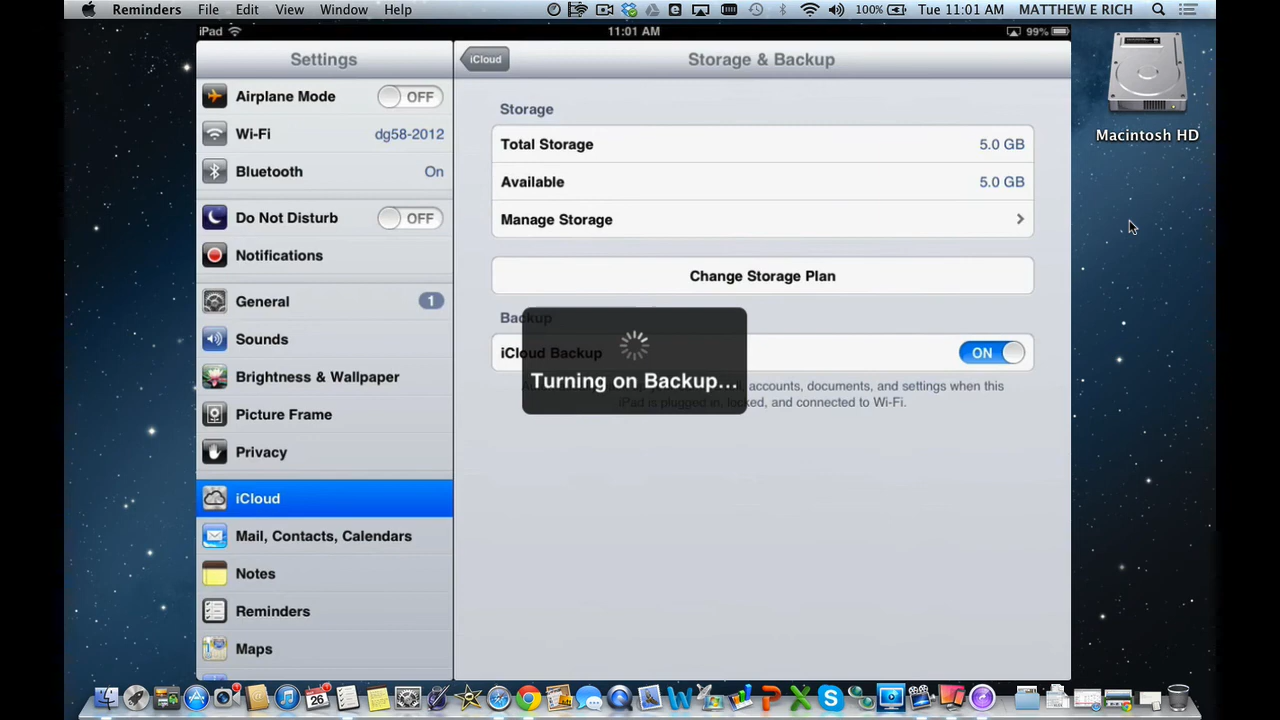 Reminders File Edit View Window Help 100% Tue 11:01 AM MATTHEW E RICH
iPad 11:01 AM 99%
Settings
iCloud
Storage & Backup
Airplane Mode OFF
Wi-Fi dg58-2012
Bluetooth On
Do Not Disturb OFF
Notifications
General 1
Sounds
Brightness & Wallpaper
Picture Frame
Privacy
iCloud
Mail, Contacts, Calendars
Notes
Reminders
Maps
Storage
Total Storage 5.0 GB
Available 5.0 GB
Manage Storage
Change Storage Plan
Backup
iCloud Backup ON
Turning on Backup...
accounts, documents, and settings when this
iPad is plugged in, locked, and connected to Wi-Fi.
Macintosh HD
26